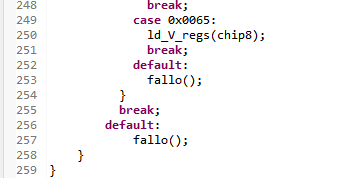 248 break;
249 case 0x0065:
250 ld_V_regs(chip8);
251 break;
252 default:
253 fallo();
254 }
255 break;
256 default:
257 fallo();
258 }
259 }